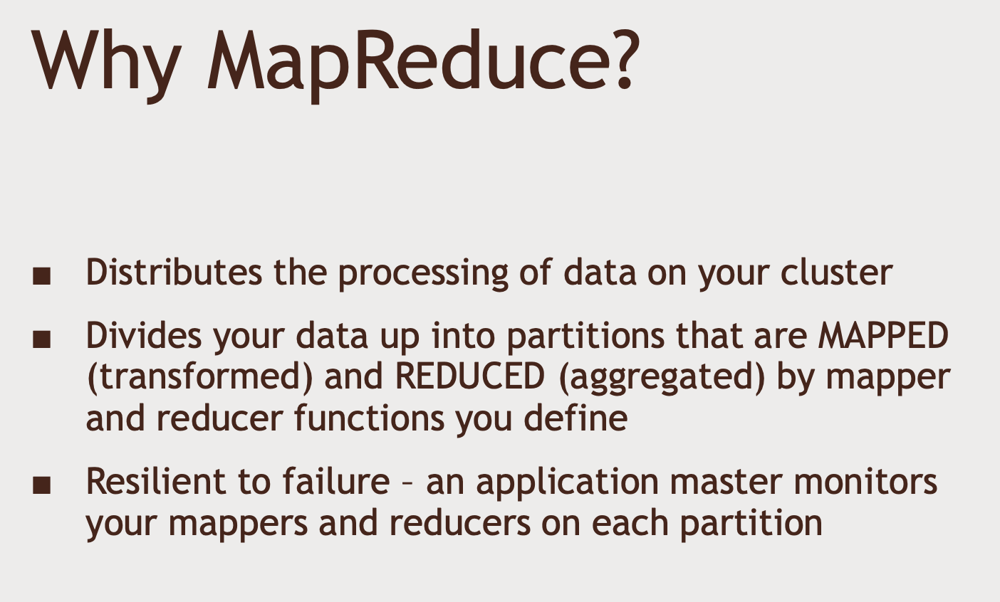 Why MapReduce?
▪ Distributes the processing of data on your cluster
▪ Divides your data up into partitions that are MAPPED
(transformed) and REDUCED (aggregated) by mapper
and reducer functions you define
▪ Resilient to failure – an application master monitors
your mappers and reducers on each partition